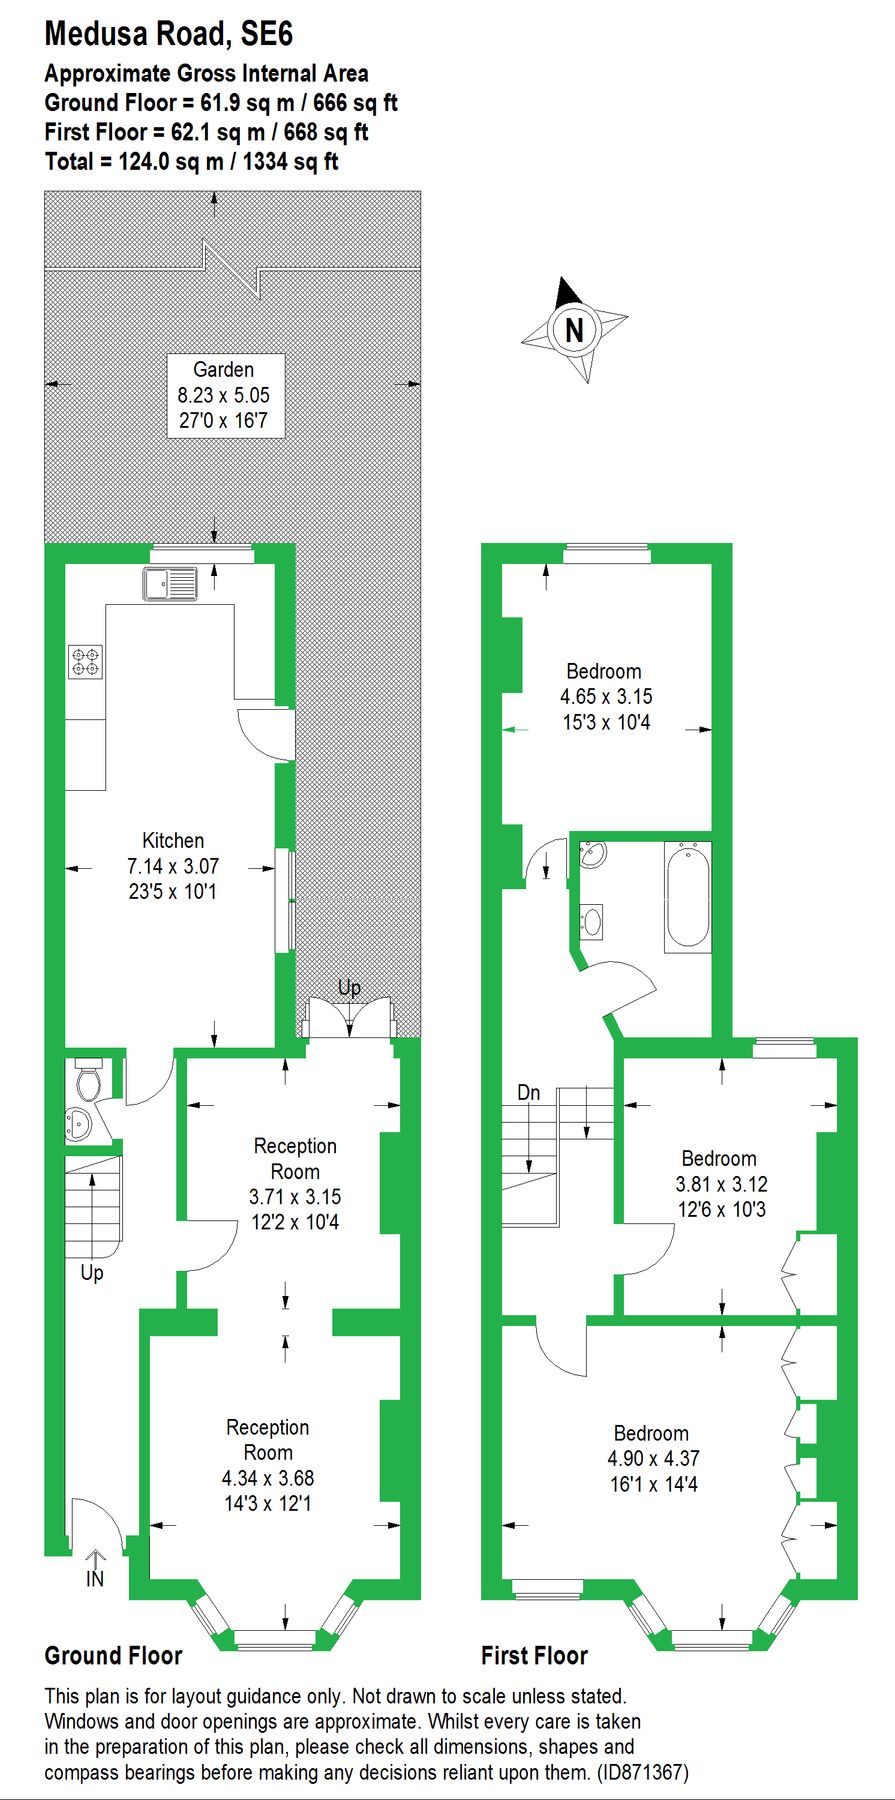 Medusa Road, SE6
Approximate Gross Internal Area
Ground Floor = 61.9 sq m / 666 sq ft
First Floor = 62.1 sq m / 668 sq ft
Total = 124.0 sq m / 1334 sq ft
N
Garden
8.23 x 5.05
27'0 x 16'7
Bedroom
4.65 x 3.15
15'3 x 10'4
Kitchen
7.14 x 3.07
23'5 x 10'1
Up
Dn
Reception
Room
3.71 x 3.15
12'2 x 10'4
Bedroom
3.81 x 3.12
12'6 x 10'3
Up
Reception
Room
4.34 x 3.68
14'3 x 12'1
Bedroom
4.90 x 4.37
16'1 x 14'4
IN
Ground Floor
First Floor
This plan is for layout guidance only. Not drawn to scale unless stated.
Windows and door openings are approximate. Whilst every care is taken
in the preparation of this plan, please check all dimensions, shapes and
compass bearings before making any decisions reliant upon them. (ID871367)